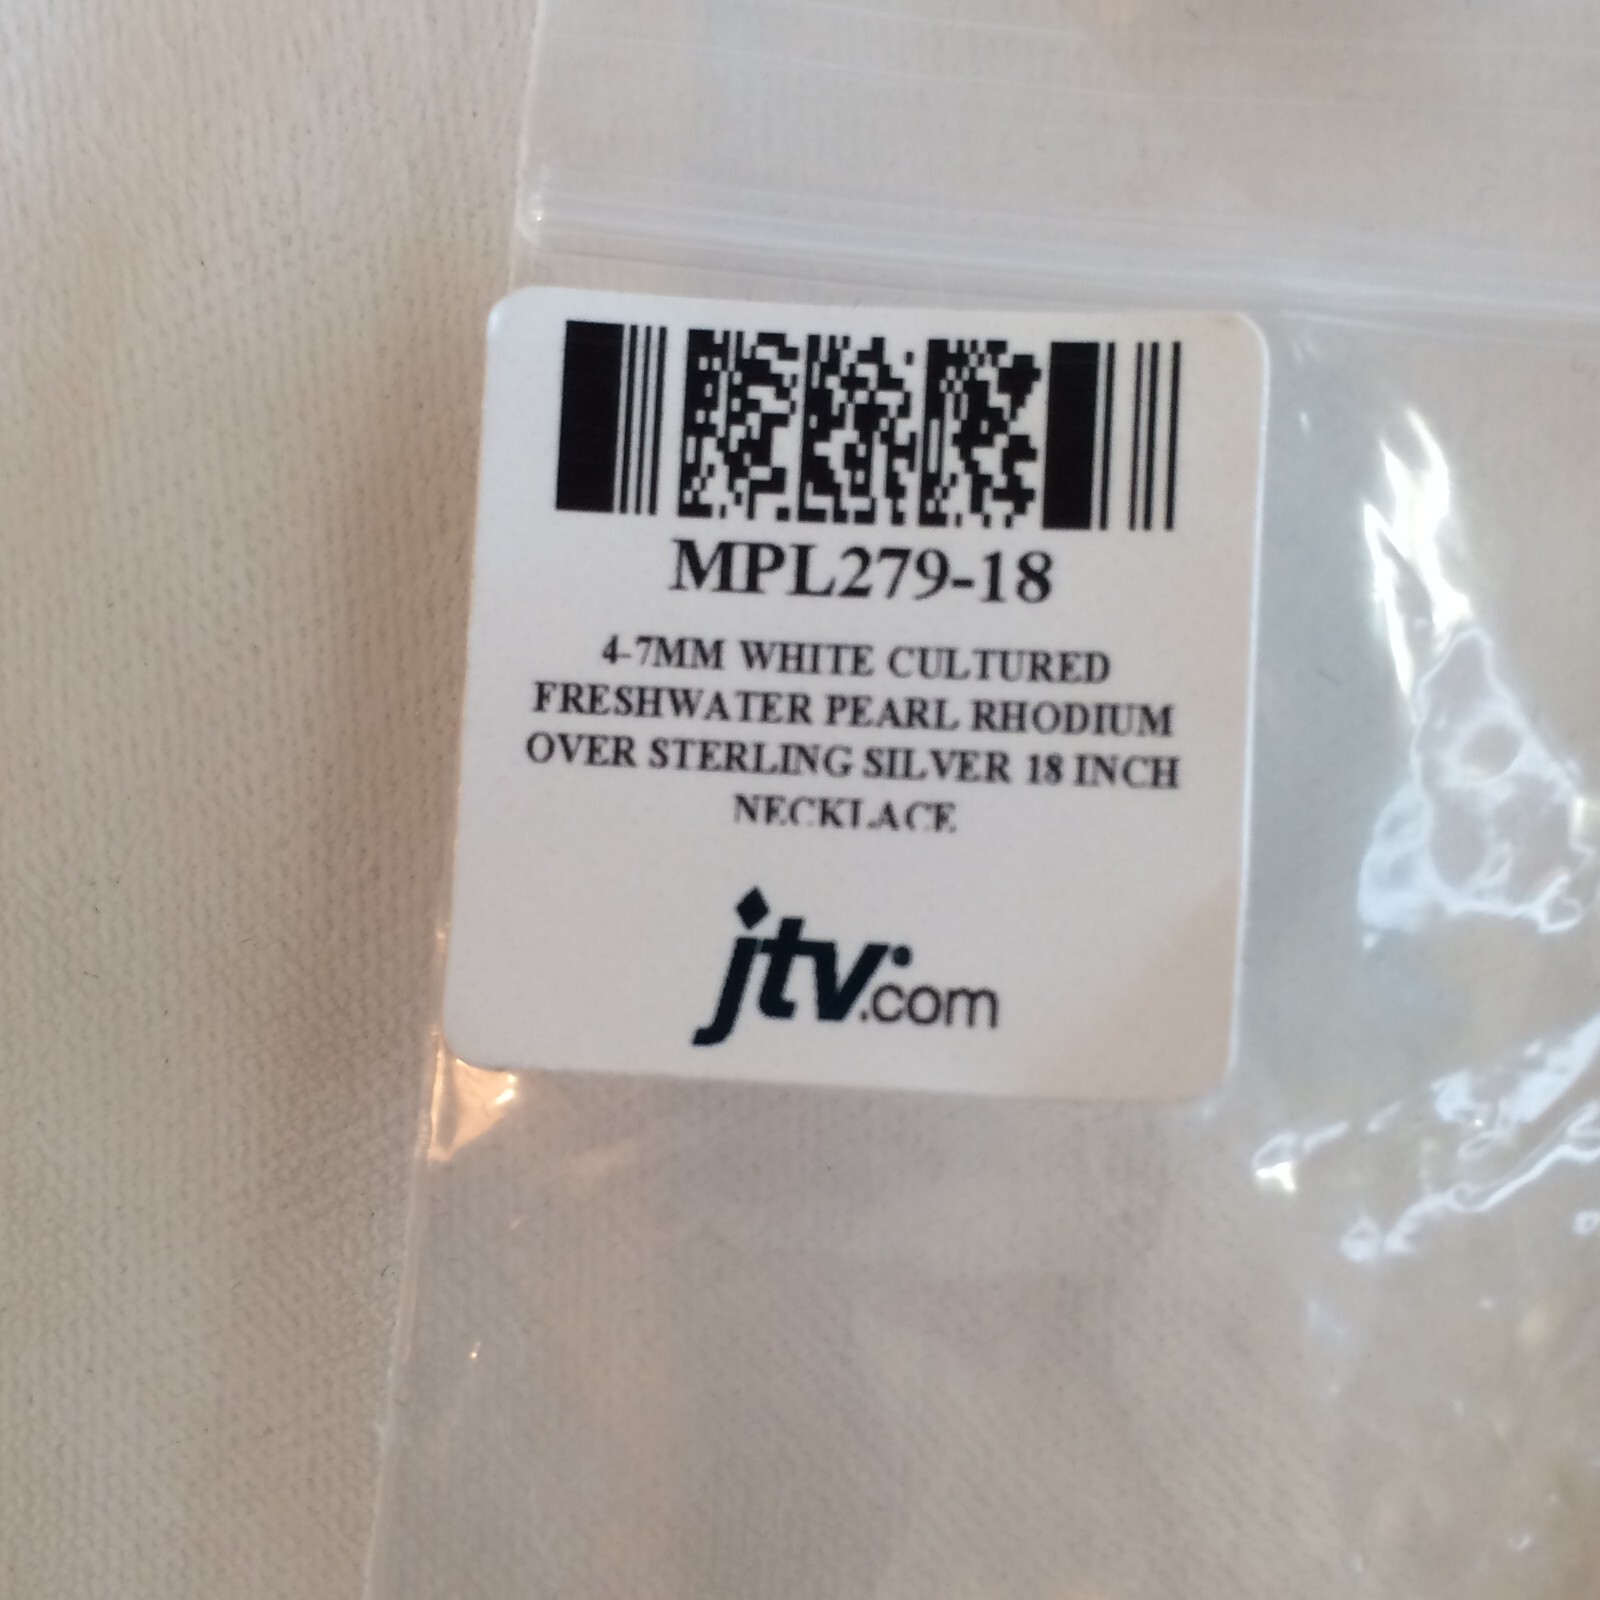 MPL279-18
4-7MM WHITE CULTURED
FRESHWATER PEARL RHODIUM
OVER STERLING SILVER 18 INCH
NECKLACE
jtv.com